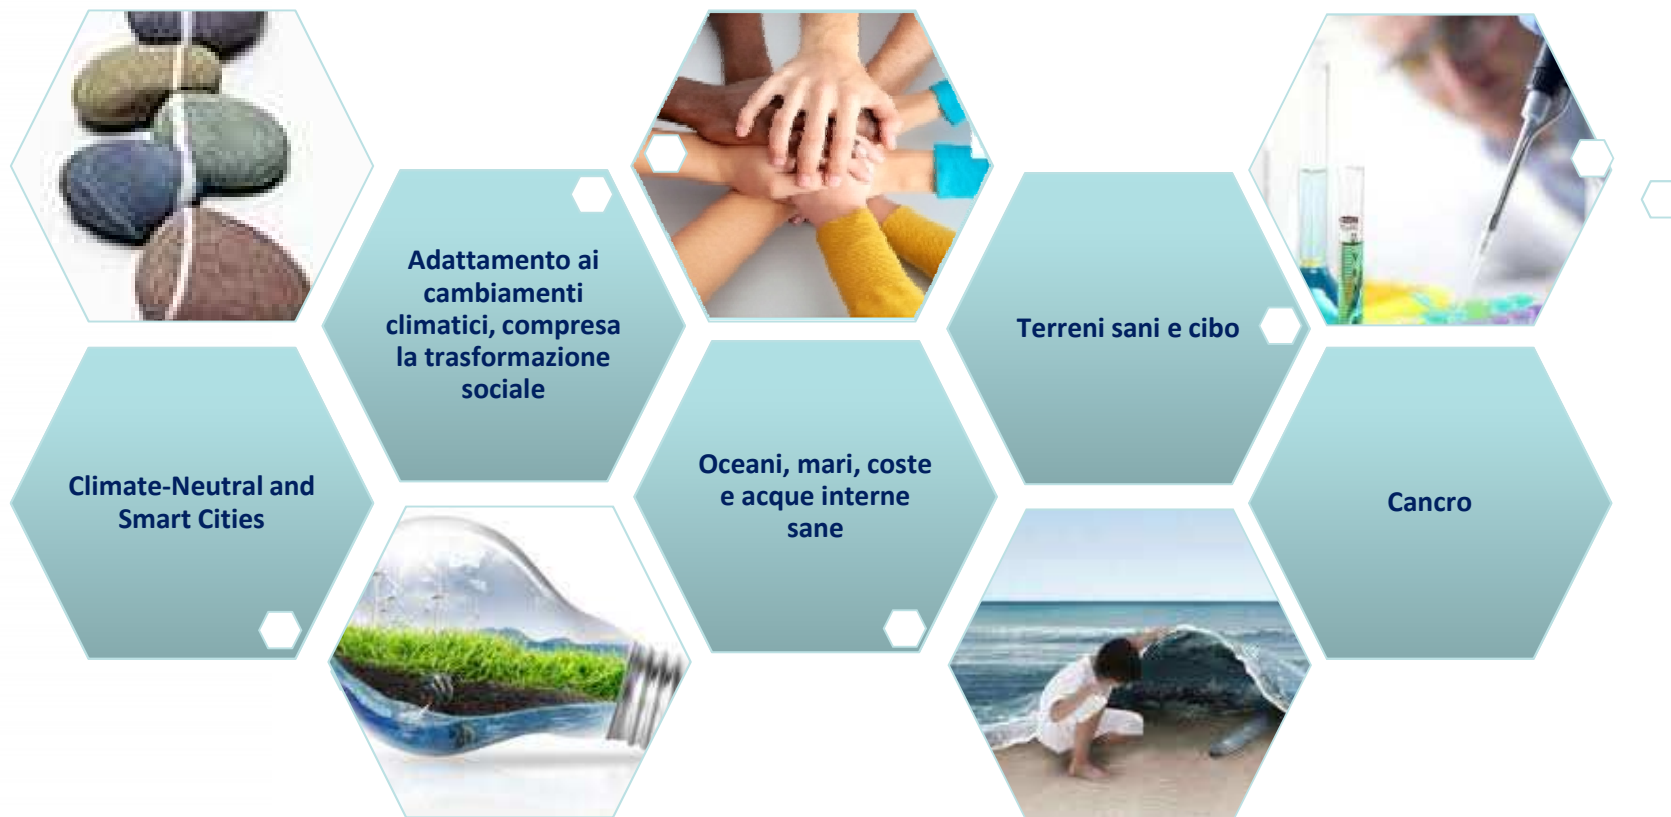 Climate-Neutral and
Smart Cities
Adattamento ai
cambiamenti
climatici, compresa
la trasformazione
sociale
Oceani, mari, coste
e acque interne
sane
Terreni sani e cibo
Cancro